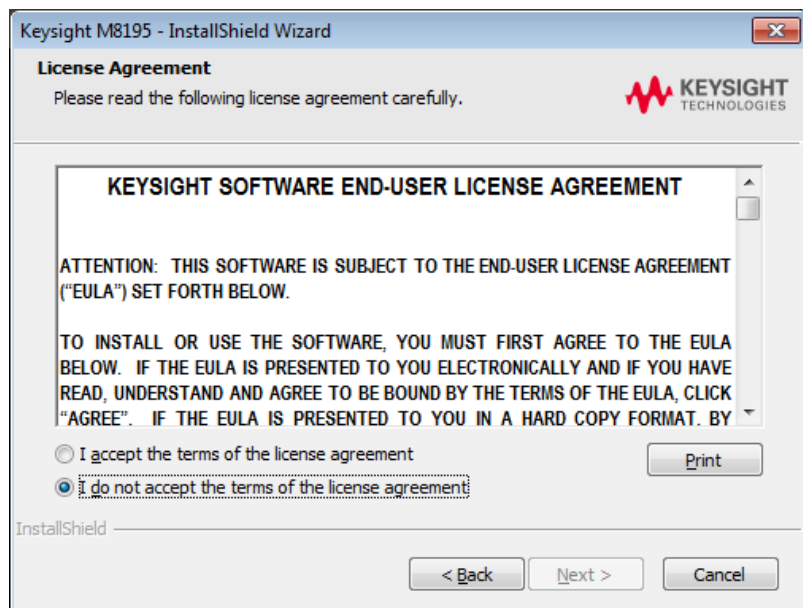 Keysight M8195 - InstallShield Wizard
License Agreement
Please read the following license agreement carefully.
KEYSIGHT
TECHNOLOGIES
KEYSIGHT SOFTWARE END-USER LICENSE AGREEMENT
ATTENTION: THIS SOFTWARE IS SUBJECT TO THE END-USER LICENSE AGREEMENT
(“EULA”) SET FORTH BELOW.
TO INSTALL OR USE THE SOFTWARE, YOU MUST FIRST AGREE TO THE EULA
BELOW. IF THE EULA IS PRESENTED TO YOU ELECTRONICALLY AND IF YOU HAVE
READ, UNDERSTAND AND AGREE TO BE BOUND BY THE TERMS OF THE EULA, CLICK
“AGREE”. IF THE EULA IS PRESENTED TO YOU IN A HARD COPY FORMAT, BY
I accept the terms of the license agreement
Print
I do not accept the terms of the license agreement
InstallShield
< Back
Next >
Cancel